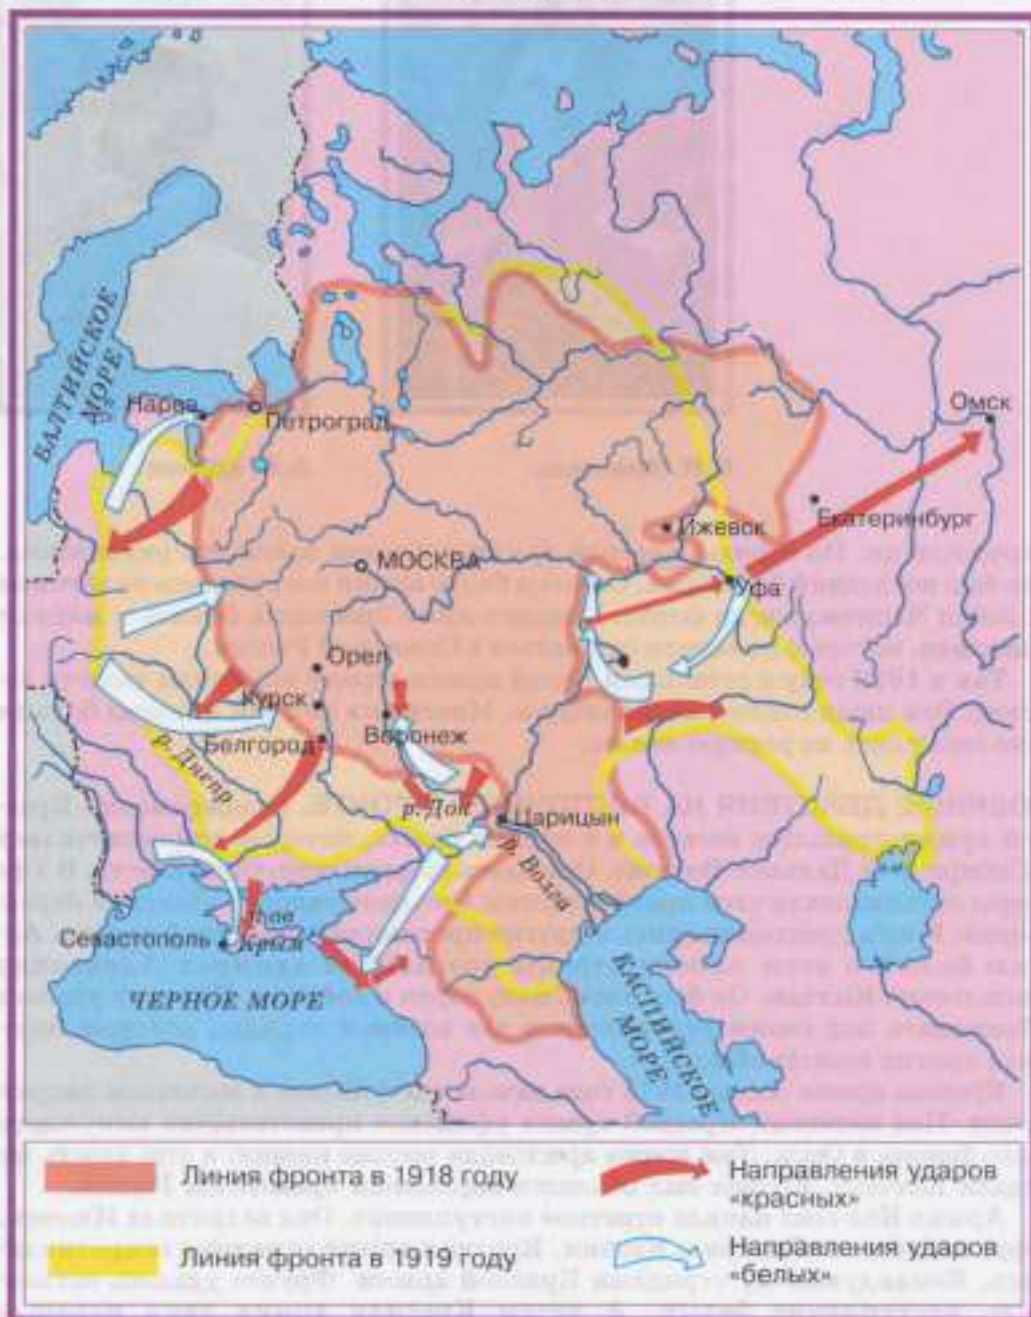 БАЛТИЙСКОЕ
МОРЕ
Нарва
Петроград
Омск
Екатеринбург
Ижевск
МОСКВА
Уфа
Орел
Курск
Воронеж
Белгород
р. Днепр
р. Дон
Царицын
р. Волга
Севастополь
Крым
ЧЕРНОЕ МОРЕ
КАСПИЙСКОЕ
МОРЕ
Линия фронта в 1918 году
Направления ударов
«красных»
Линия фронта в 1919 году
Направления ударов
«белых»